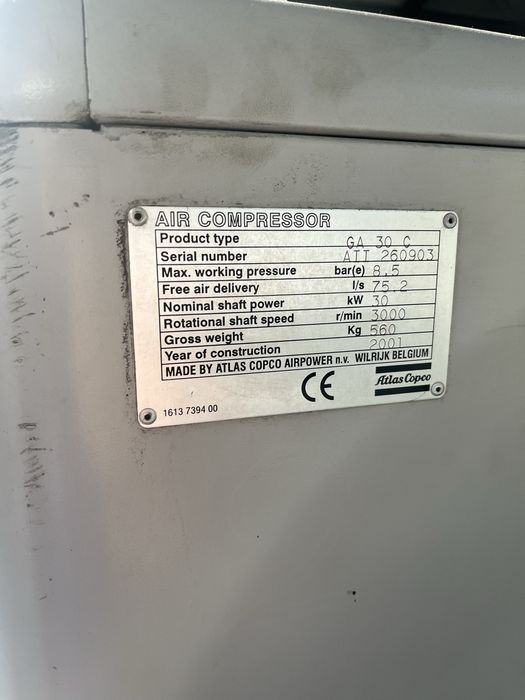 AIR COMPRESSOR
Product type GA 30 C
Serial number AII 260903
Max. working pressure bar(e) 8.5
Free air delivery l/s 75.2
Nominal shaft power kW 30
Rotational shaft speed r/min 3000
Gross weight Kg 560
Year of construction 2001
MADE BY ATLAS COPCO AIRPOWER n.v. WILRIJK BELGIUM
CE
Atlas Copco
1613 7394 00